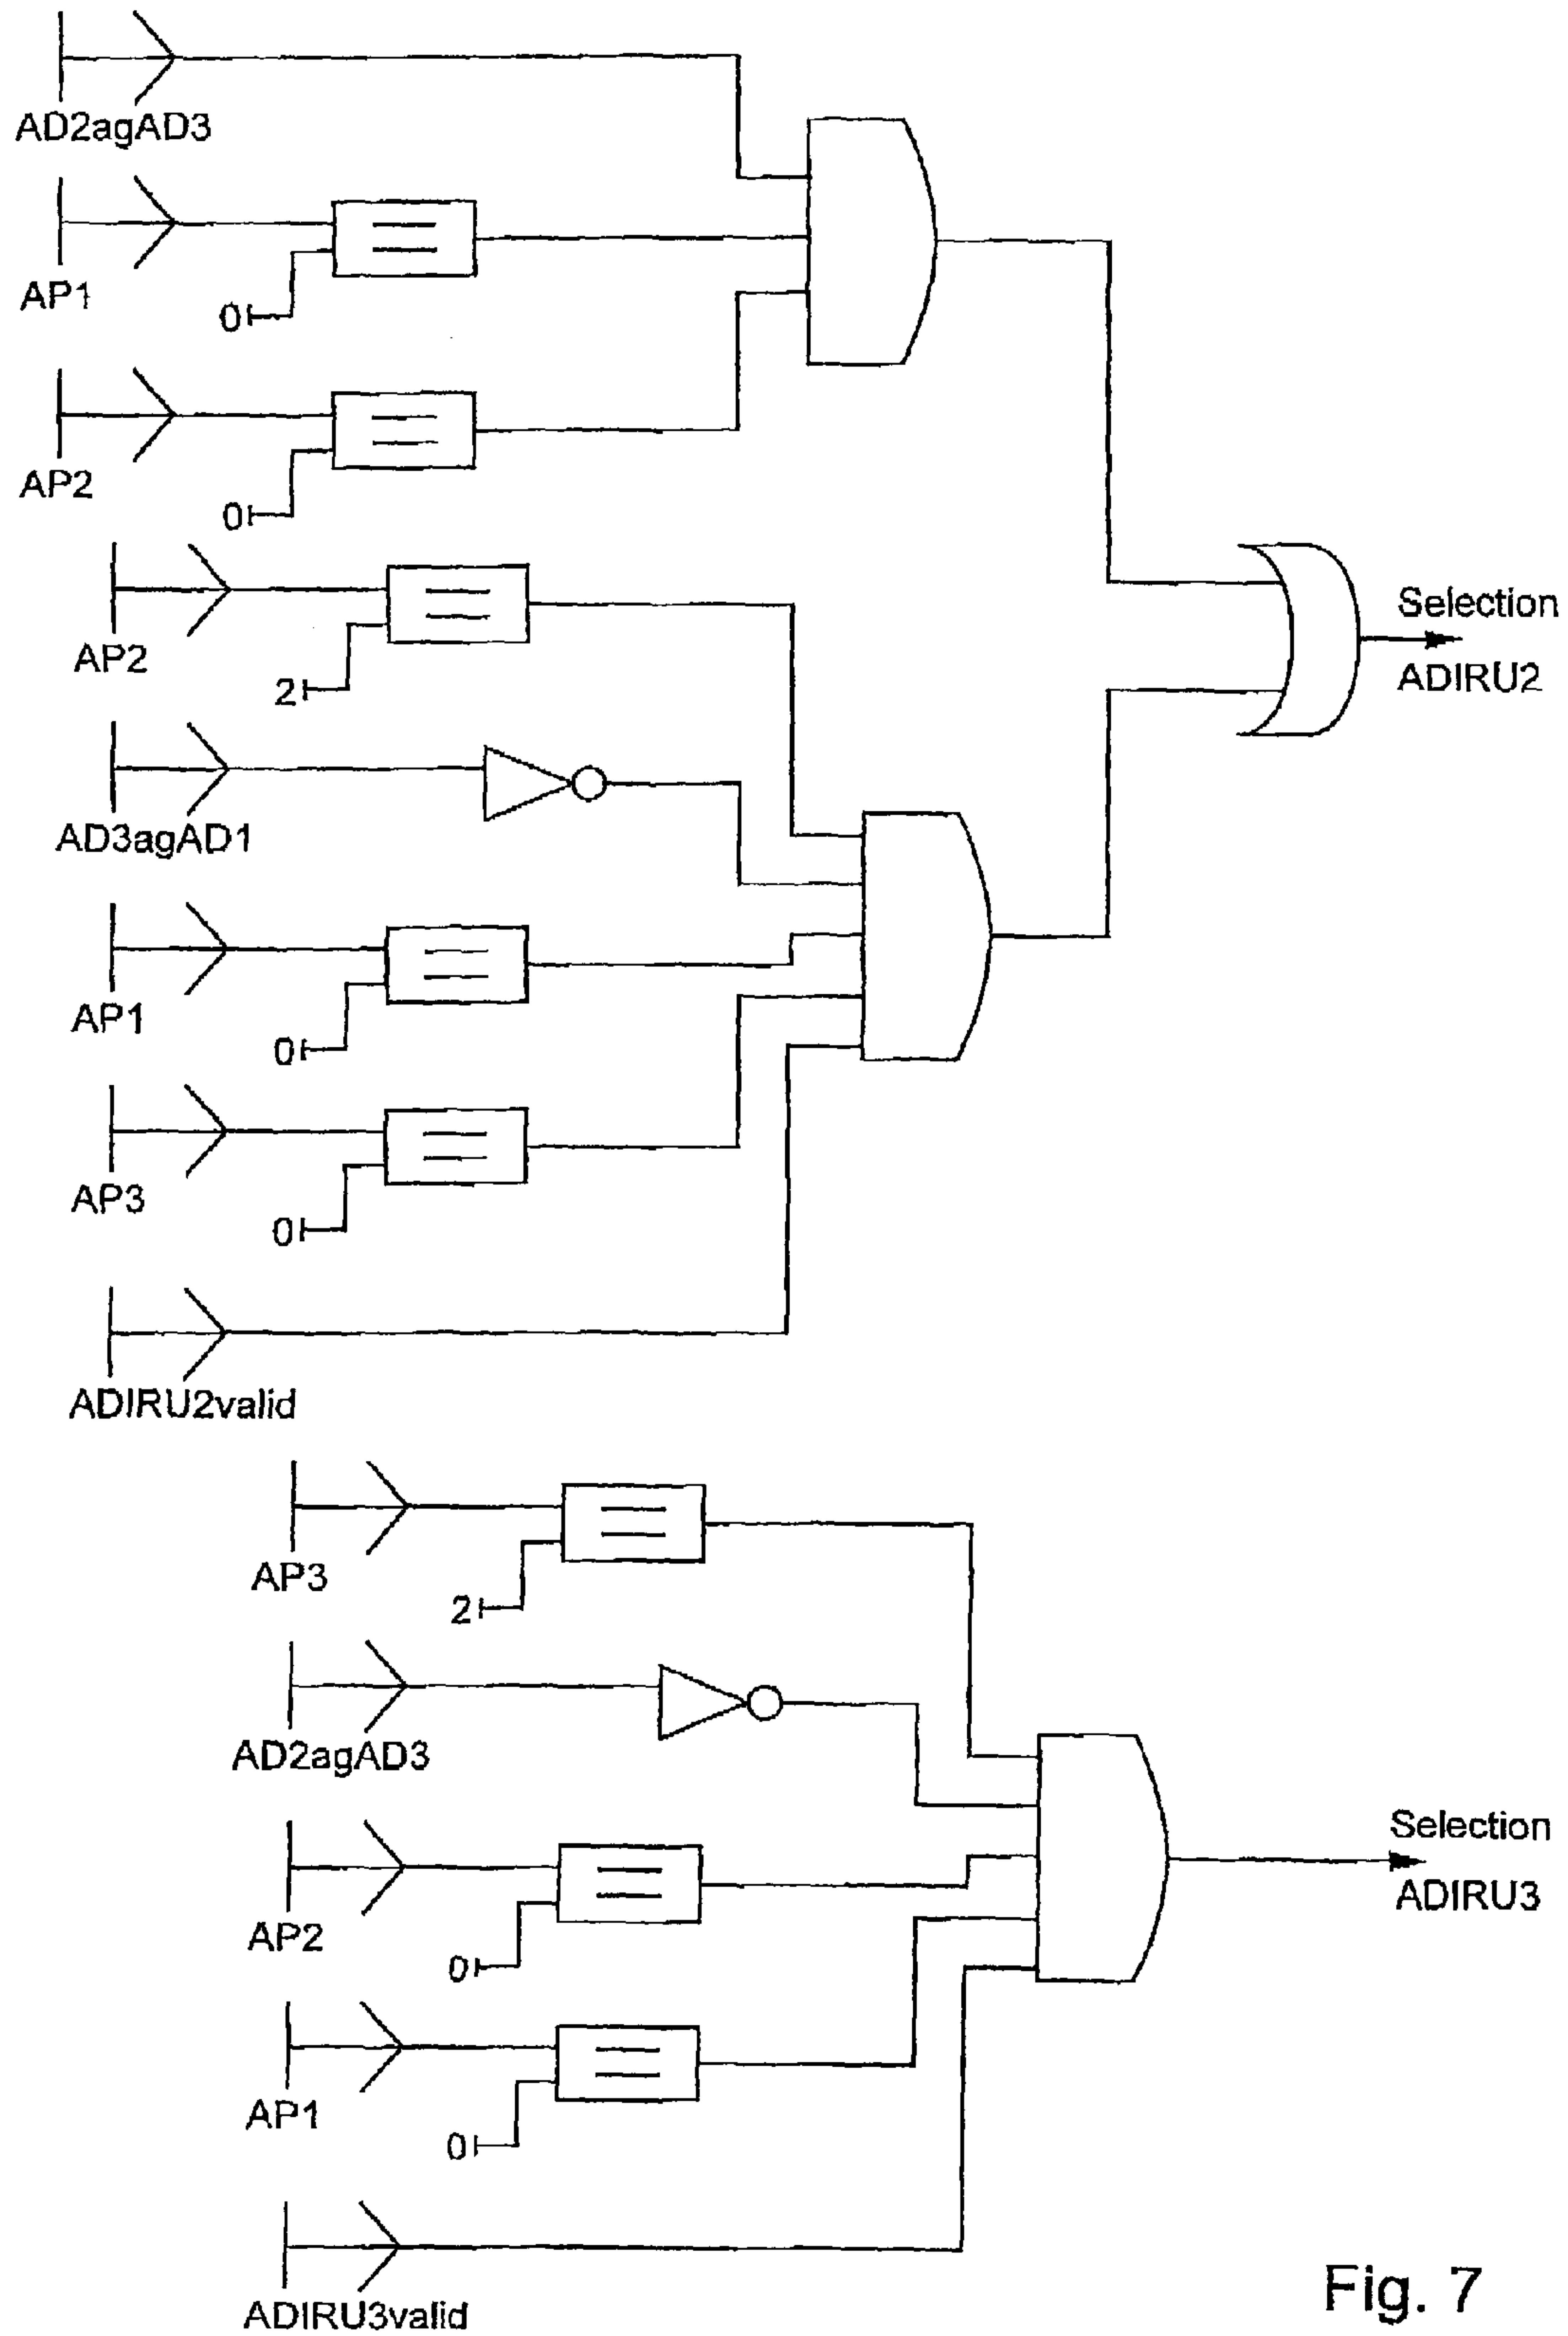 AD2agAD3
AP1
0
AP2
0
AP2
2
Selection
ADIRU2
AD3agAD1
AP1
0
AP3
0
ADIRU2valid
AP3
2
AD2agAD3
Selection
ADIRU3
AP2
0
AP1
0
ADIRU3valid
Fig. 7